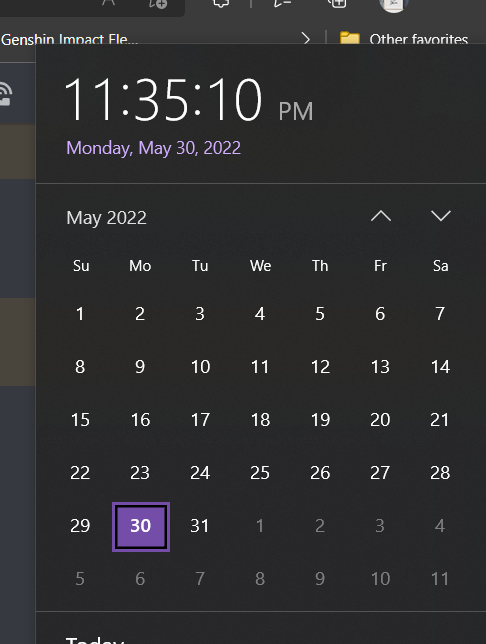 Genshin Impact Ele...
Other favorites
11:35:10 PM
Monday, May 30, 2022
May 2022
Su Mo Tu We Th Fr Sa
1 2 3 4 5 6 7
8 9 10 11 12 13 14
15 16 17 18 19 20 21
22 23 24 25 26 27 28
29 30 31 1 2 3 4
5 6 7 8 9 10 11
Today